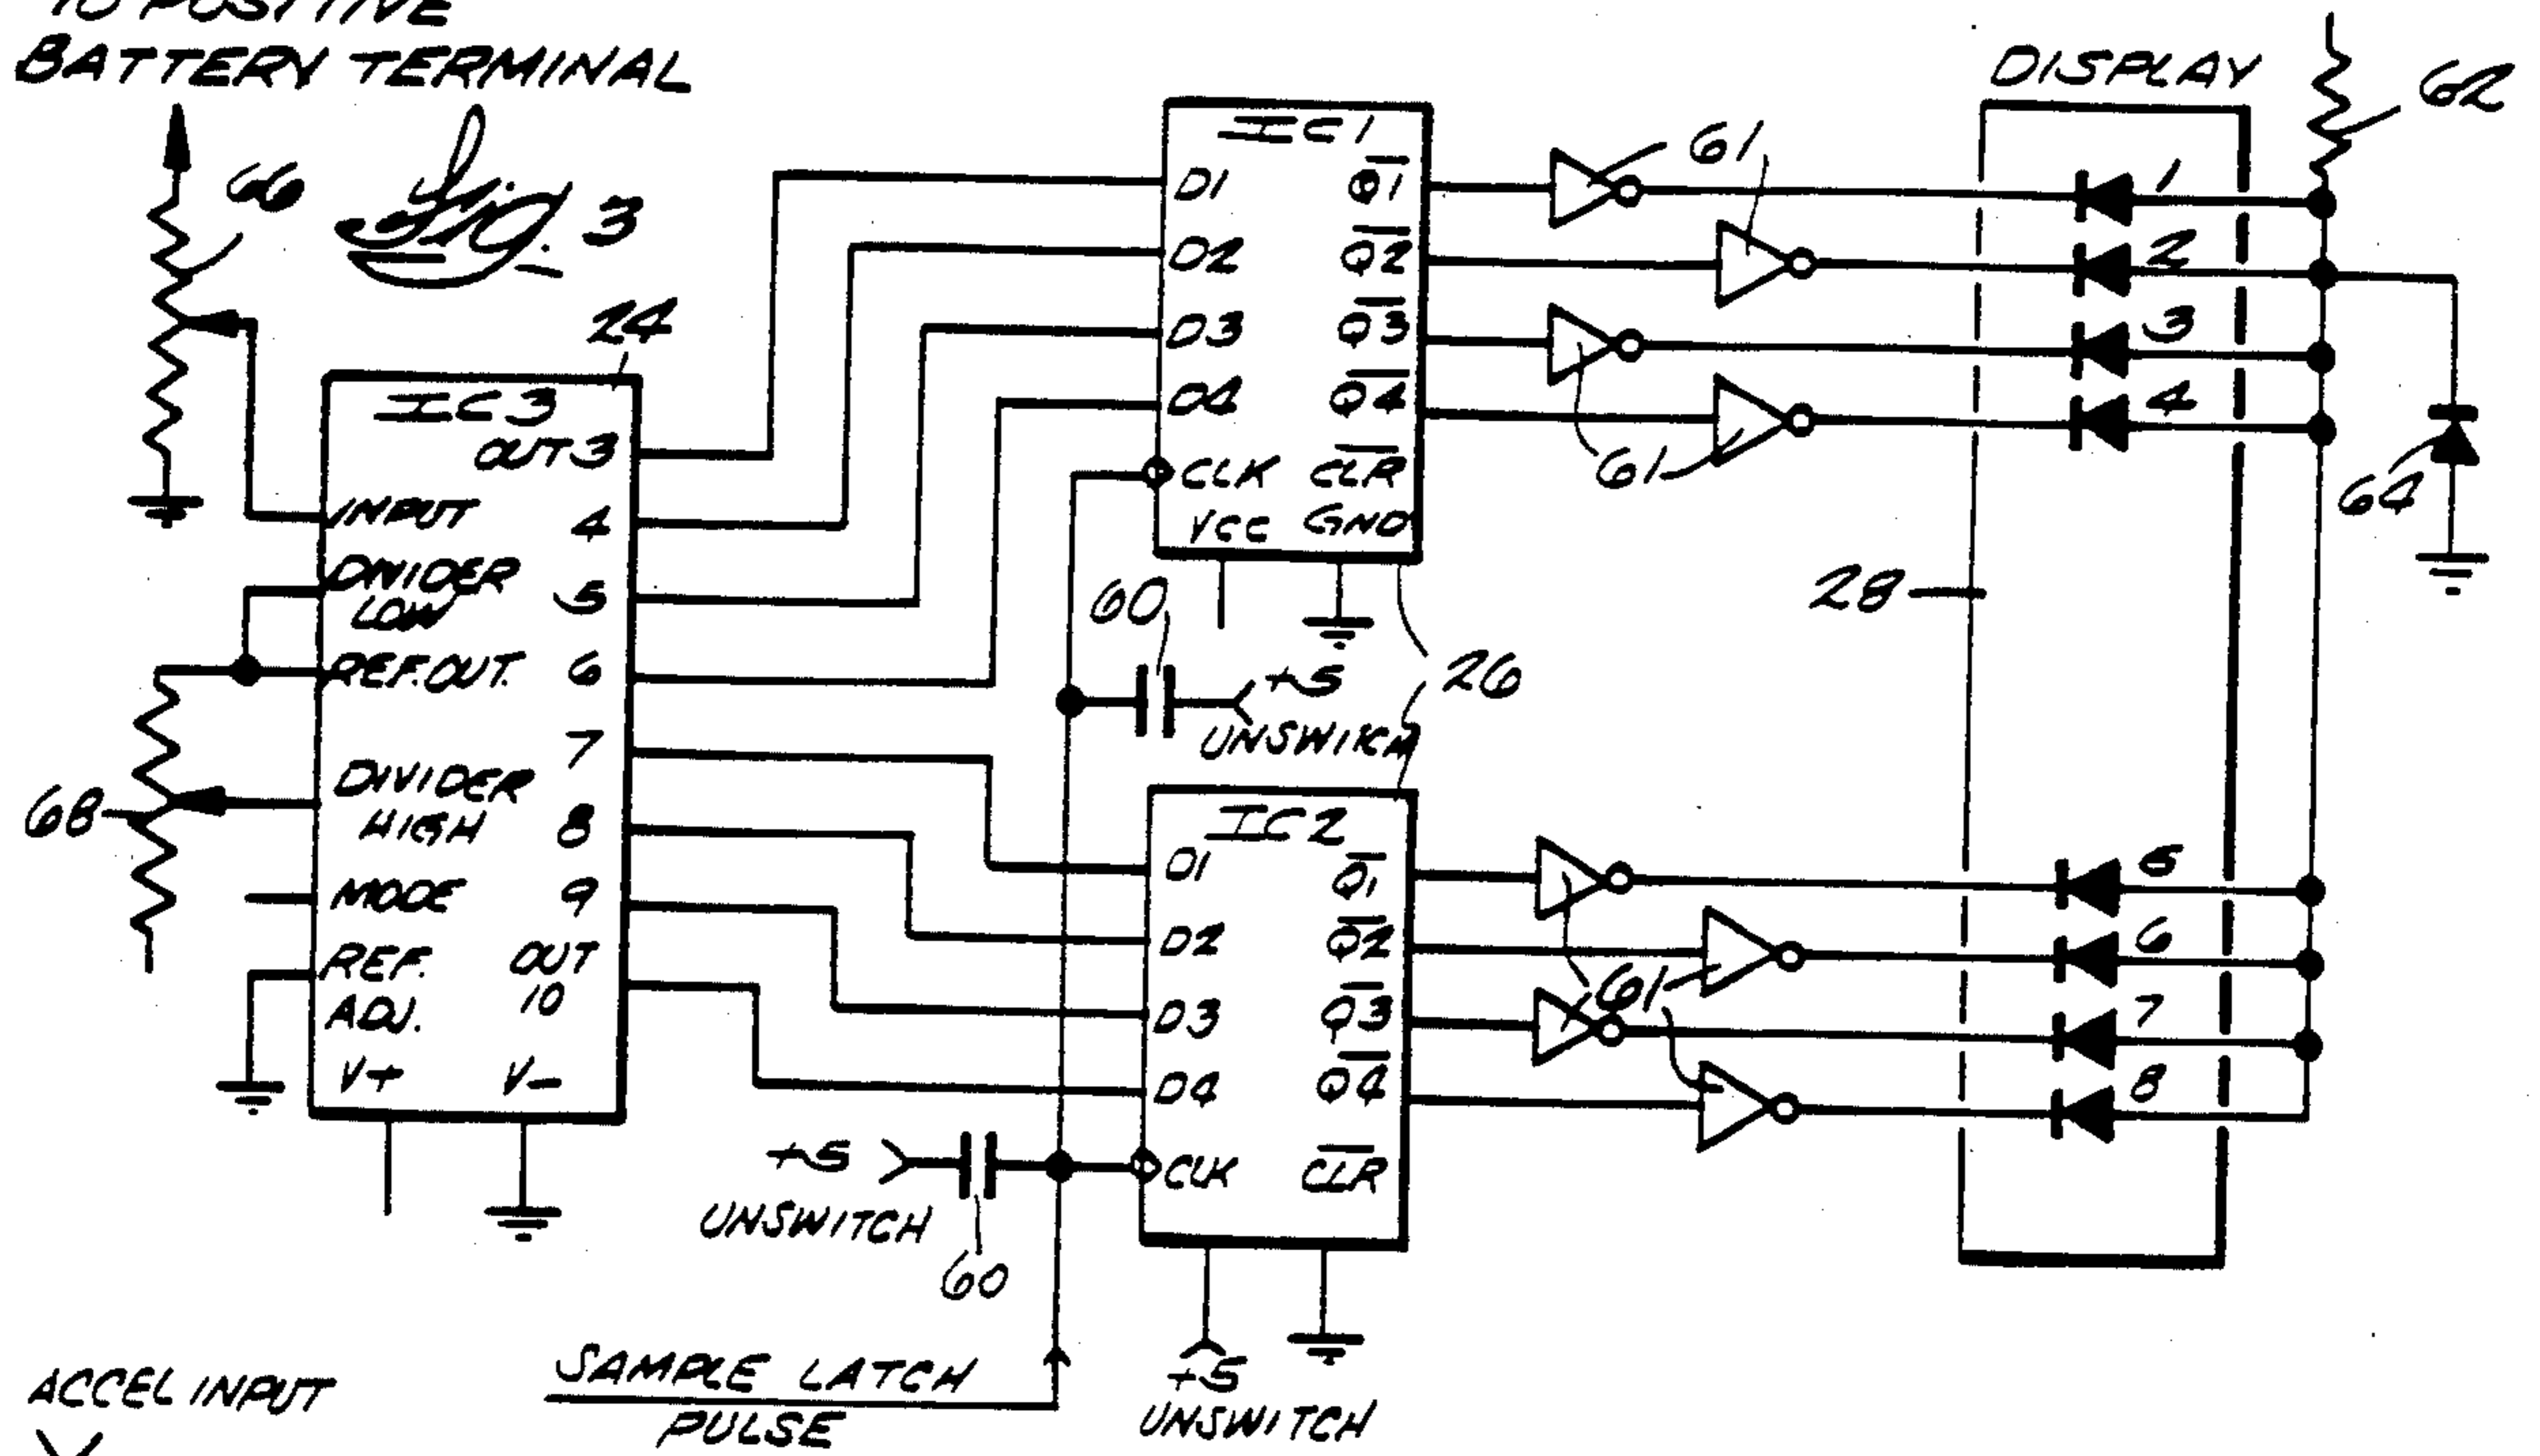 TO POSITIVE
BATTERY TERMINAL
Fig. 3
66
24
IC3
OUT 3
INPUT
4
DIVIDER
LOW
5
REF. OUT.
6
7
DIVIDER
HIGH
8
68
MODE
9
REF.
ADJ.
OUT
10
V+
V-
IC1
D1
Q1
D2
Q2
D3
Q3
D4
Q4
CLK
CLR
VCC
GND
61
61
60
+5
UNSWITCH
26
IC2
D1
Q1
D2
Q2
D3
Q3
D4
Q4
CLK
CLR
61
+5
UNSWITCH
60
+5
UNSWITCH
SAMPLE LATCH
PULSE
ACCEL INPUT
DISPLAY
62
1
2
3
4
64
28
5
6
7
8